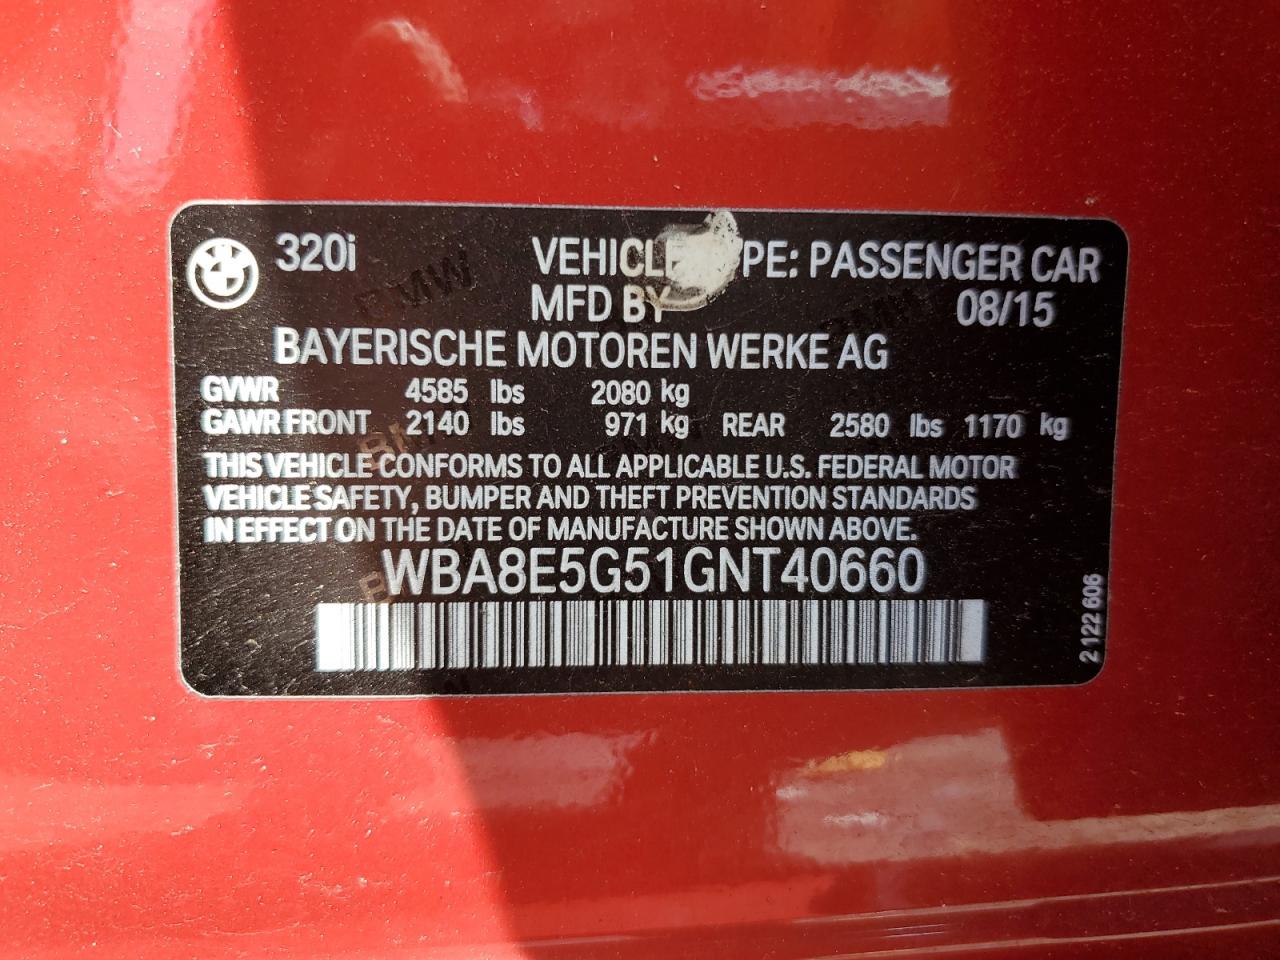 320i VEHICLE TYPE: PASSENGER CAR
MFD BY 08/15
BAYERISCHE MOTOREN WERKE AG
GVWR 4585 lbs 2080 kg
GAWR FRONT 2140 lbs 971 kg REAR 2580 lbs 1170 kg
THIS VEHICLE CONFORMS TO ALL APPLICABLE U.S. FEDERAL MOTOR
VEHICLE SAFETY, BUMPER AND THEFT PREVENTION STANDARDS
IN EFFECT ON THE DATE OF MANUFACTURE SHOWN ABOVE.
WBA8E5G51GNT40660
2 122 606